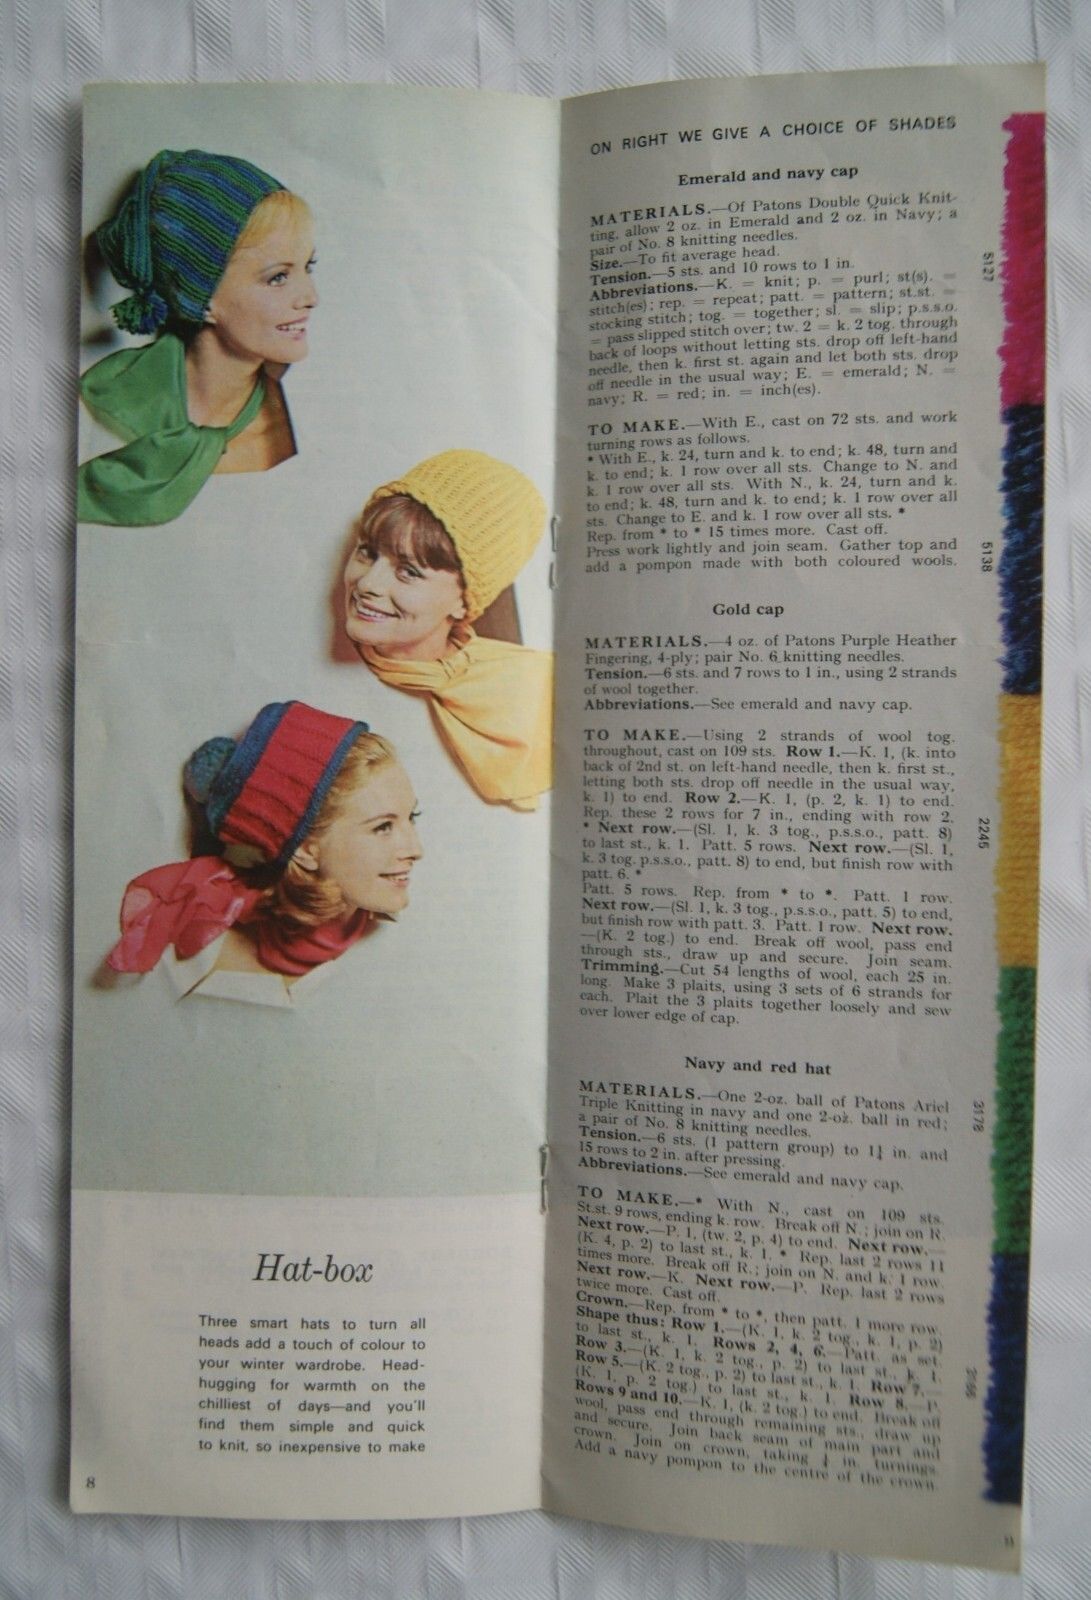 Hat-box
Three smart hats to turn all
heads add a touch of colour to
your winter wardrobe. Head-
hugging for warmth on the
chilliest of days—and you'll
find them simple and quick
to knit, so inexpensive to make
8
ON RIGHT WE GIVE A CHOICE OF SHADES
Emerald and navy cap
MATERIALS.—Of Patons Double Quick Knit-
ting, allow 2 oz. in Emerald and 2 oz. in Navy; a
pair of No. 8 knitting needles.
Size.—To fit average head.
Tension.—5 sts. and 10 rows to 1 in.
Abbreviations.—K. = knit; p. = purl; st(s). =
stitch(es); rep. = repeat; patt. = pattern; st.st. =
stocking stitch; tog. = together; sl. = slip; p.s.s.o.
= pass slipped stitch over; tw. 2 = k. 2 tog. through
back of loops without letting sts. drop off left-hand
needle, then k. first st. again and let both sts. drop
off needle in the usual way; E. = emerald; N. =
navy; R. = red; in. = inch(es).
TO MAKE.—With E., cast on 72 sts. and work
turning rows as follows.
* With E., k. 24, turn and k. to end; k. 48, turn and
k. to end; k. 1 row over all sts. Change to N. and
k. 1 row over all sts. With N., k. 24, turn and k.
to end; k. 48, turn and k. to end; k. 1 row over all
sts. Change to E. and k. 1 row over all sts. *
Rep. from * to * 15 times more. Cast off.
Press work lightly and join seam. Gather top and
add a pompon made with both coloured wools.
Gold cap
MATERIALS.—4 oz. of Patons Purple Heather
Fingering, 4-ply; pair No. 6 knitting needles.
Tension.—6 sts. and 7 rows to 1 in., using 2 strands
of wool together.
Abbreviations.—See emerald and navy cap.
TO MAKE.—Using 2 strands of wool tog.
throughout, cast on 109 sts. Row 1.—K. 1, (k. into
back of 2nd st. on left-hand needle, then k. first st.,
letting both sts. drop off needle in the usual way,
k. 1) to end. Row 2.—K. 1, (p. 2, k. 1) to end.
Rep. these 2 rows for 7 in., ending with row 2.
* Next row.—(Sl. 1, k. 3 tog., p.s.s.o., patt. 8)
to last st., k. 1. Patt. 5 rows. Next row.—(Sl. 1,
k. 3 tog. p.s.s.o., patt. 8) to end, but finish row with
patt. 6. *
Patt. 5 rows. Rep. from * to *. Patt. 1 row.
Next row.—(Sl. 1, k. 3 tog., p.s.s.o., patt. 5) to end,
but finish row with patt. 3. Patt. 1 row. Next row.
—(K. 2 tog.) to end. Break off wool, pass end
through sts., draw up and secure. Join seam.
Trimming.—Cut 54 lengths of wool, each 25 in.
long. Make 3 plaits, using 3 sets of 6 strands for
each. Plait the 3 plaits together loosely and sew
over lower edge of cap.
Navy and red hat
MATERIALS.—One 2-oz. ball of Patons Ariel
Triple Knitting in navy and one 2-oz. ball in red;
a pair of No. 8 knitting needles.
Tension.—6 sts. (1 pattern group) to in. and
15 rows to 2 in. after pressing.
Abbreviations.—See emerald and navy cap.
TO MAKE.—* With N., cast on 109 sts.
St.st. 9 rows, ending k. row. Break off N.; join on R.
Next row.—P. 1, (tw. 2, p. 4) to end. Next row.—
(K. 4, p. 2) to last st., k. 1. * Rep. last 2 rows 11
times more. Break off R.; join on N. and k. 1 row.
Next row.—K. Next row.—P. Rep. last 2 rows
twice more. Cast off.
Crown.—Rep. from * to *, then patt. 1 more row.
Shape thus: Row 1.—(K. 1, k. 2 tog., k. 1, p. 2)
to last st., k. 1. Rows 2, 4, 6.—Patt. as set.
Row 3.—(K. 1, k. 2 tog., p. 2) to last st., k. 1.
Row 5.—(K. 2 tog., p. 2) to last st., k. 1. Row 7.—
(K. 1, p. 2 tog.) to last st., k. 1. Row 8.—P.
Rows 9 and 10.—K. 1, (k. 2 tog.) to end. Break off
wool, pass end through remaining sts., draw up
and secure. Join back seam of main part and
crown. Join on crown, taking in. turnings.
Add a navy pompon to the centre of the crown.
5127
5138
2245
3178